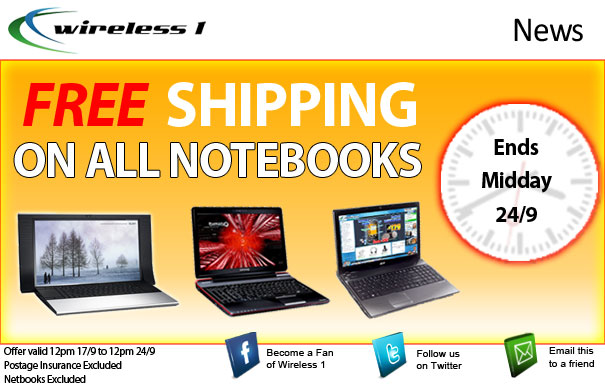 wireless 1
News
FREE SHIPPING
ON ALL NOTEBOOKS
Ends
Midday
24/9
Offer valid 12pm 17/9 to 12pm 24/9
Postage Insurance Excluded
Netbooks Excluded
Become a Fan
of Wireless 1
Follow us
on Twitter
Email this
to a friend